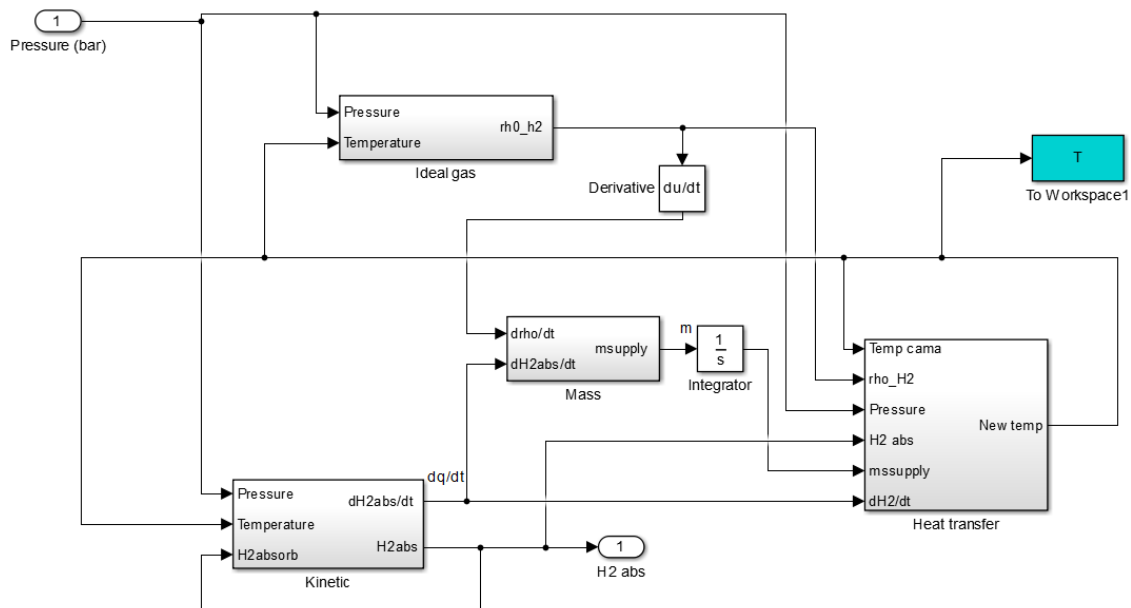 1
Pressure (bar)
Pressure
Temperature
rh0_h2
Ideal gas
Derivative
du/dt
T
To Workspace1
drho/dt
dH2abs/dt
msupply
Mass
m
1
s
Integrator
Temp cama
rho_H2
Pressure
H2 abs
mssupply
dH2/dt
New temp
Heat transfer
dq/dt
Pressure
Temperature
H2absorb
dH2abs/dt
H2abs
Kinetic
1
H2 abs